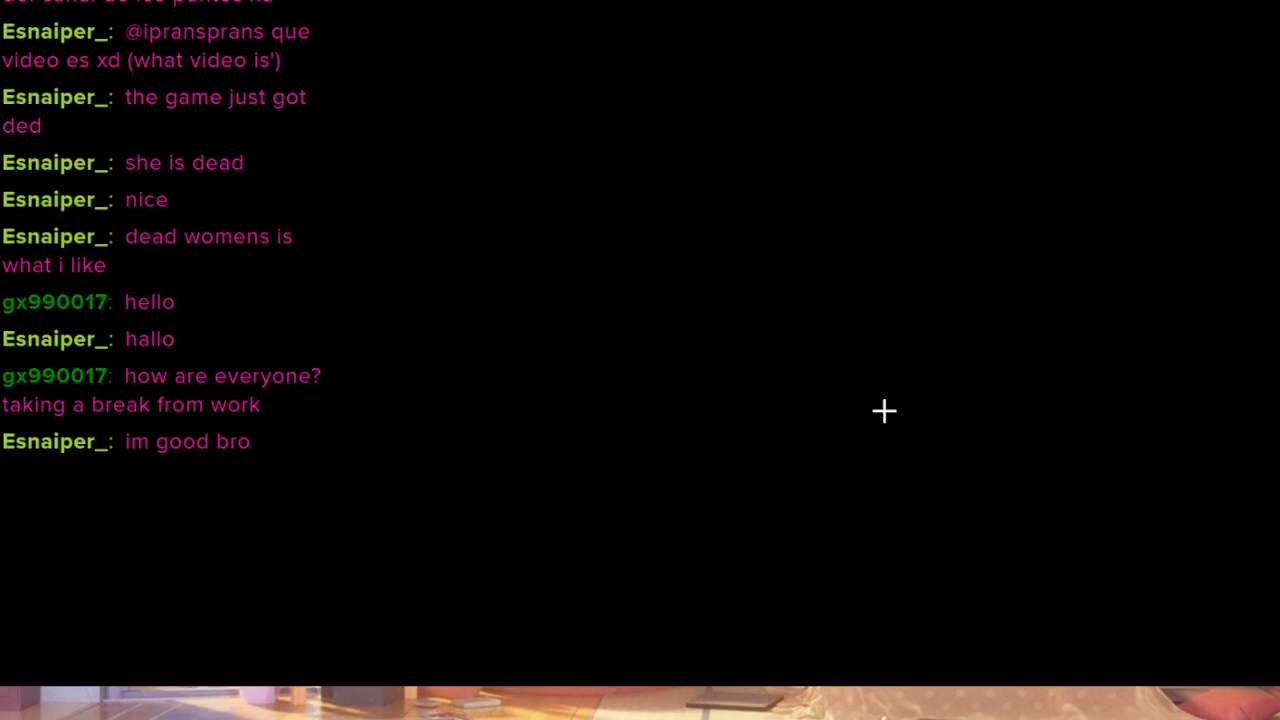 Esnaiper_: @ipransprans que
video es xd (what video is')
Esnaiper_: the game just got
ded
Esnaiper_: she is dead
Esnaiper_: nice
Esnaiper_: dead womens is
what i like
gx990017: hello
Esnaiper_: hallo
gx990017: how are everyone?
taking a break from work
Esnaiper_: im good bro